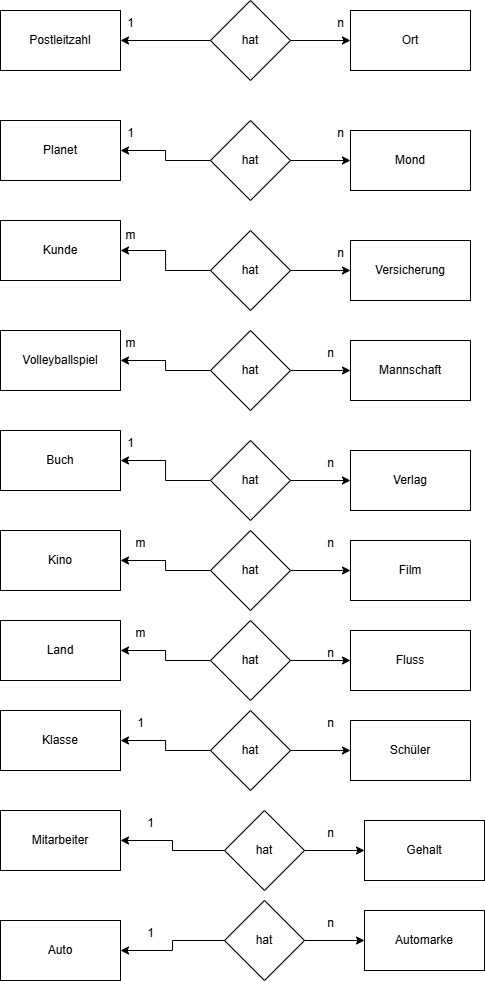 1 n
Postleitzahl hat Ort
1 n
Planet hat Mond
m n
Kunde hat Versicherung
m n
Volleyballspiel hat Mannschaft
1 n
Buch hat Verlag
m n
Kino hat Film
m n
Land hat Fluss
1 n
Klasse hat Schüler
1 n
Mitarbeiter hat Gehalt
1 n
Auto hat Automarke